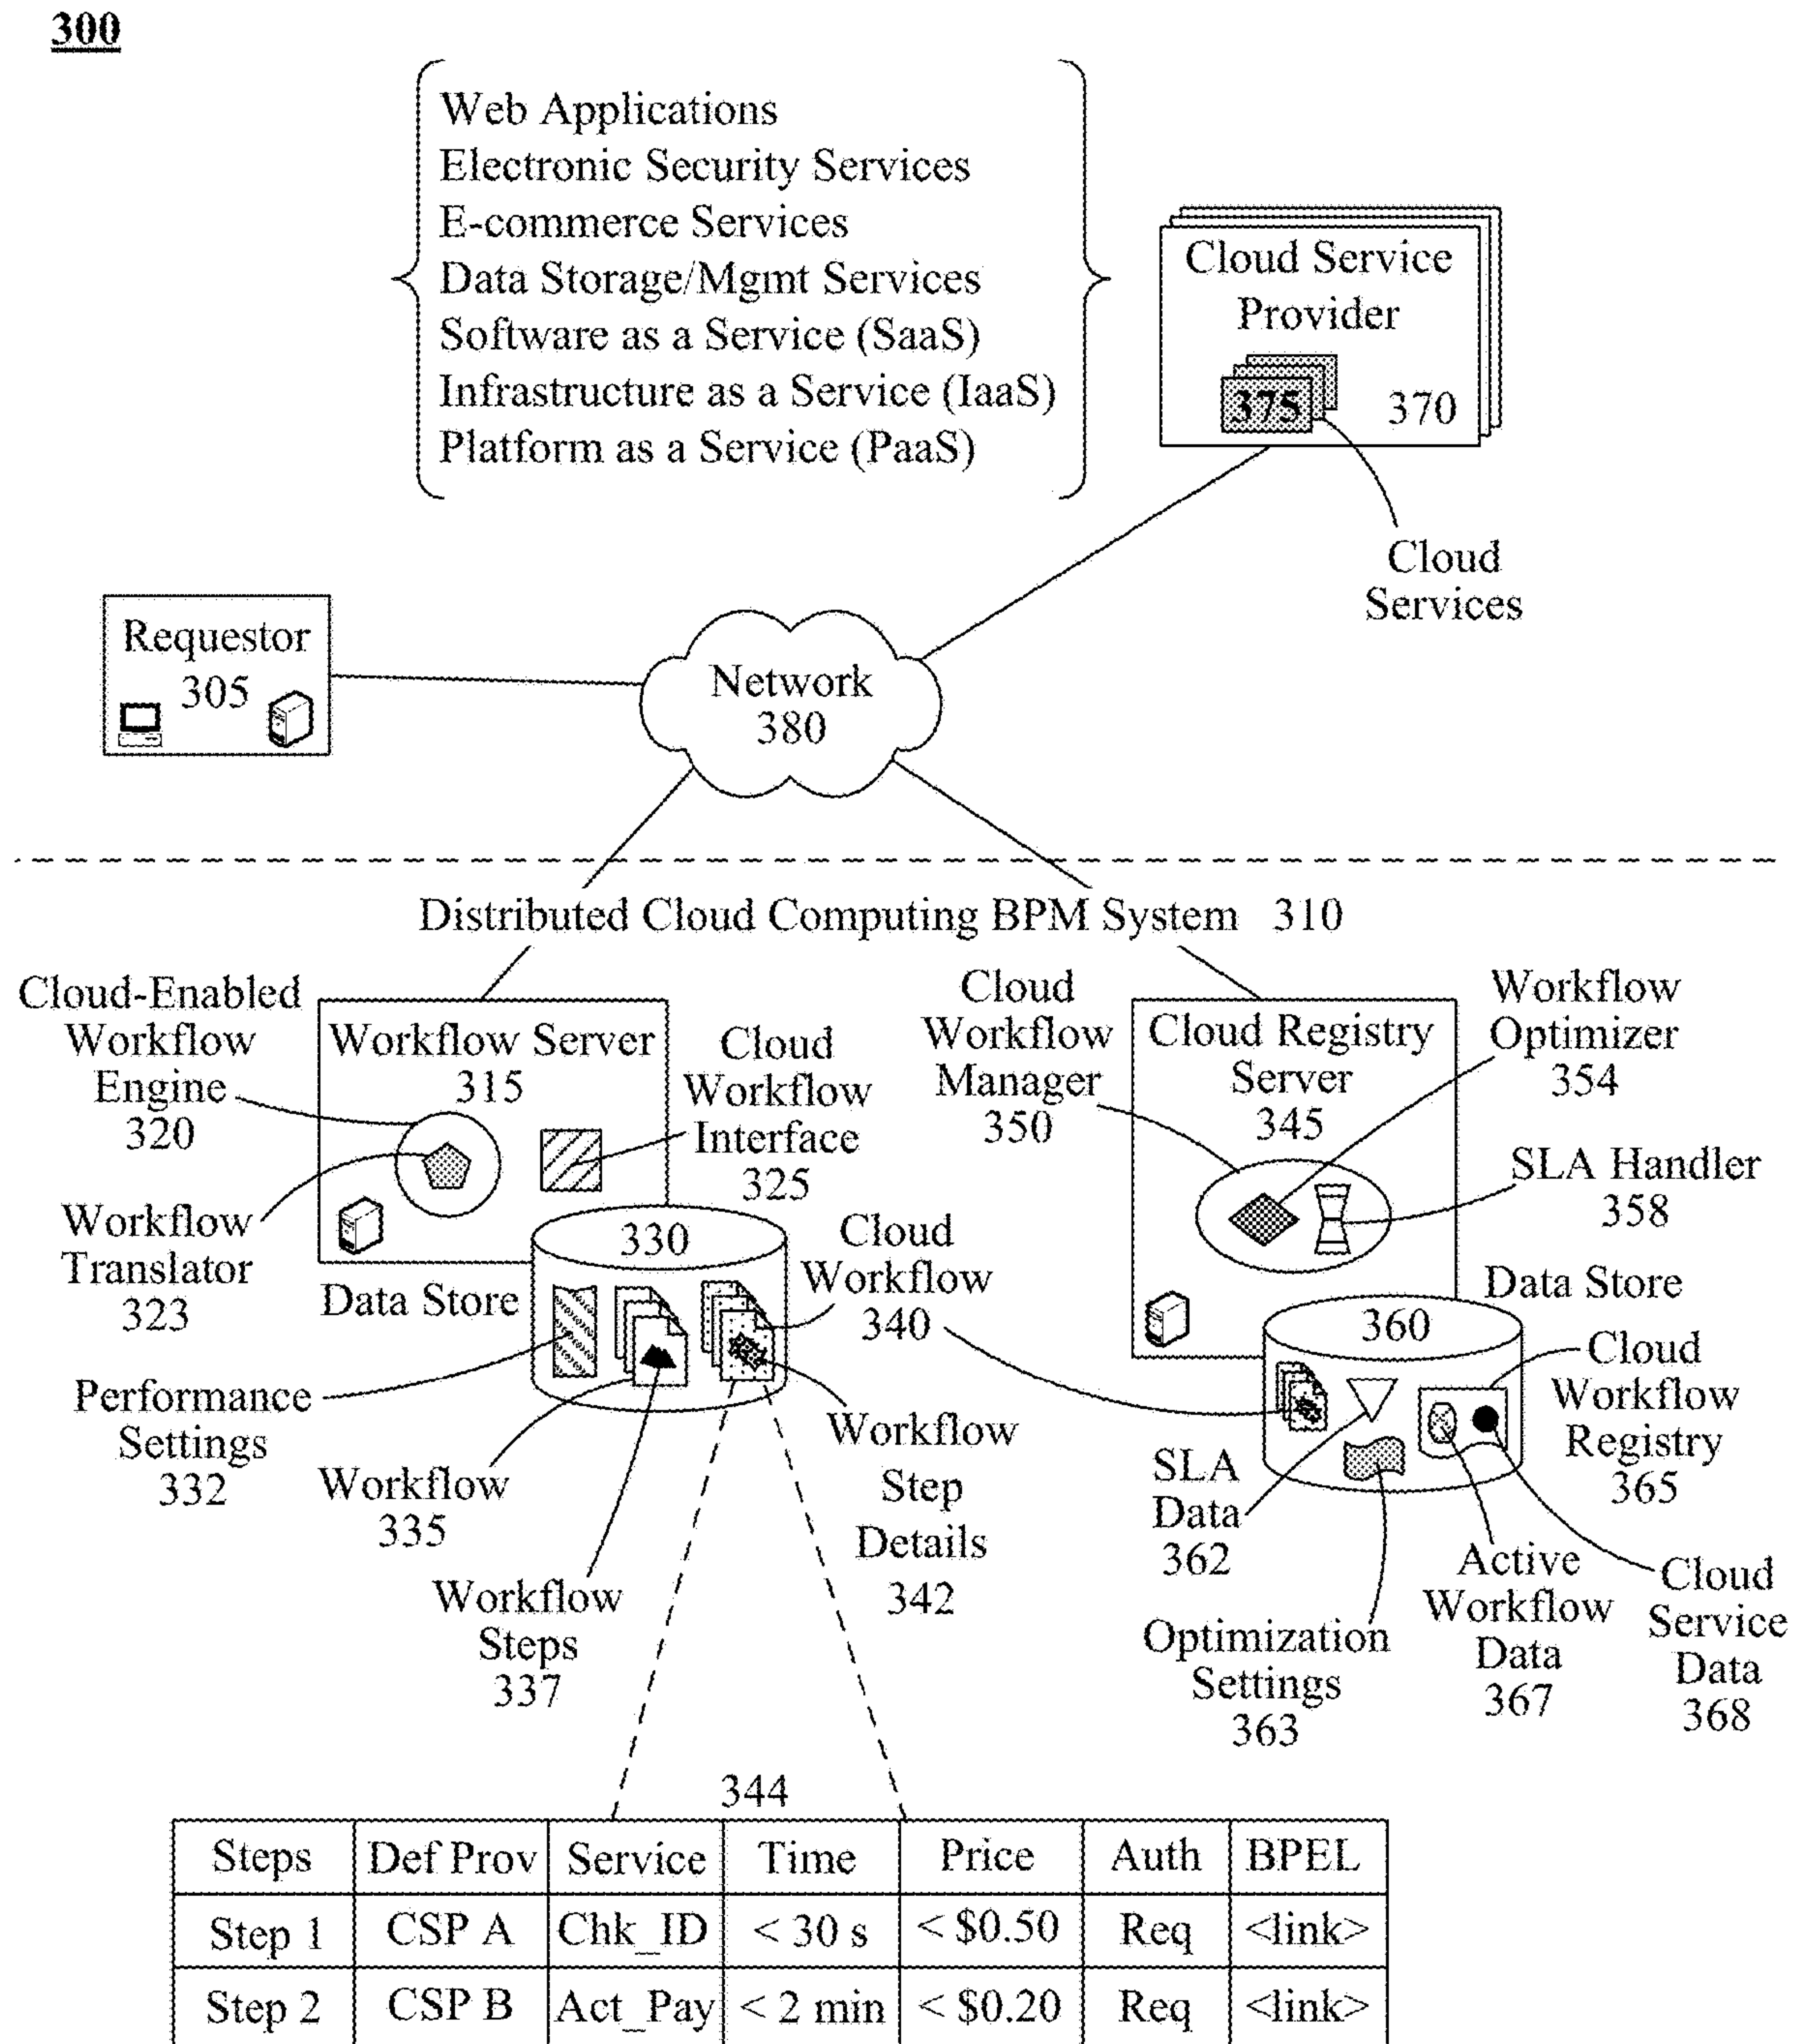 300
Web Applications
Electronic Security Services
E-commerce Services
Data Storage/Mgmt Services
Software as a Service (SaaS)
Infrastructure as a Service (IaaS)
Platform as a Service (PaaS)
Cloud Service
Provider
375
370
Cloud
Services
Requestor
305
Network
380
Distributed Cloud Computing BPM System 310
Cloud-Enabled
Workflow
Engine
320
Workflow Server
315
Cloud
Workflow
Interface
325
Workflow
Translator
323
Data Store
330
Performance
Settings
332
Workflow
335
Workflow
Steps
337
Cloud
Workflow
340
Workflow
Step
Details
342
Cloud
Workflow
Manager
350
Cloud Registry
Server
345
Workflow
Optimizer
354
SLA Handler
358
Data Store
360
Cloud
Workflow
Registry
365
SLA
Data
362
Optimization
Settings
363
Active
Workflow
Data
367
Cloud
Service
Data
368
344
Steps Def Prov Service Time Price Auth BPEL
Step 1 CSP A Chk_ID < 30 s < $0.50 Req <link>
Step 2 CSP B Act_Pay < 2 min < $0.20 Req <link>